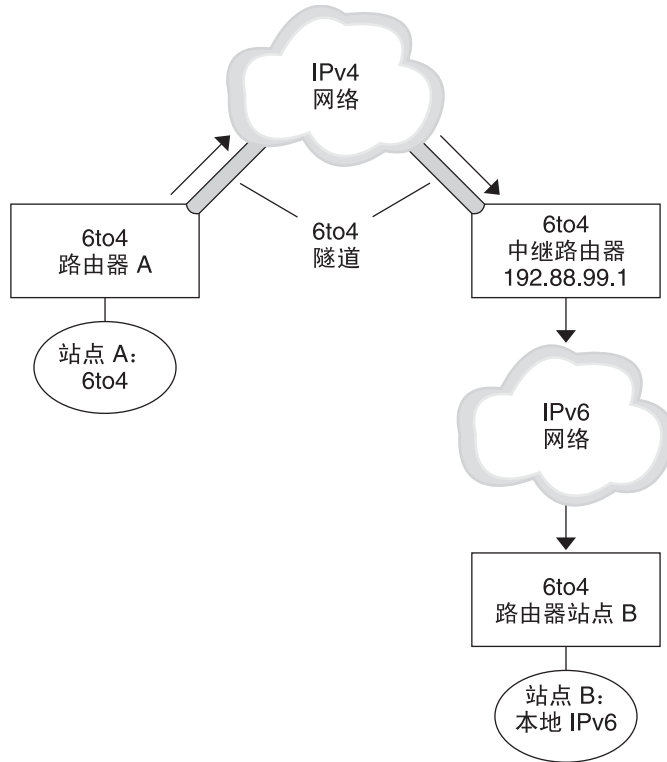 IPv4
网络
6to4
路由器 A
6to4
隧道
6to4
中继路由器
192.88.99.1
站点 A：
6to4
IPv6
网络
6to4
路由器站点 B
站点 B：
本地 IPv6